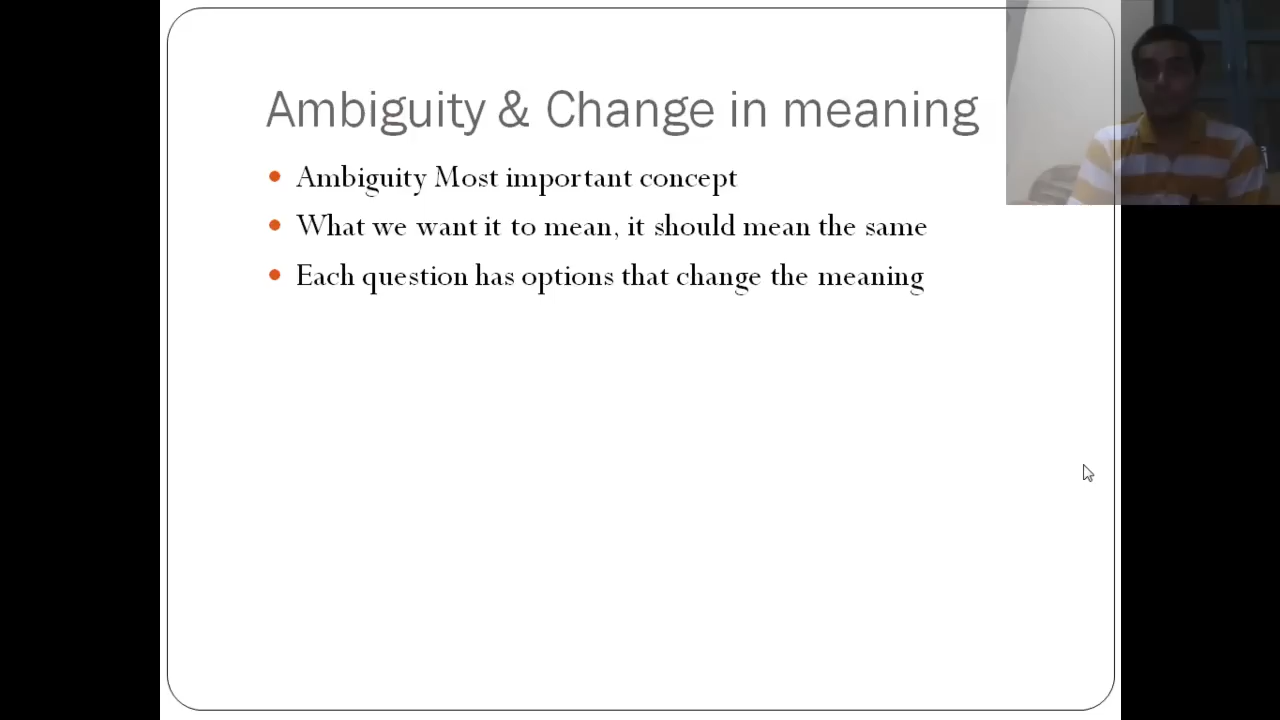 Ambiguity & Change in meaning
Ambiguity Most important concept
What we want it to mean, it should mean the same
Each question has options that change the meaning